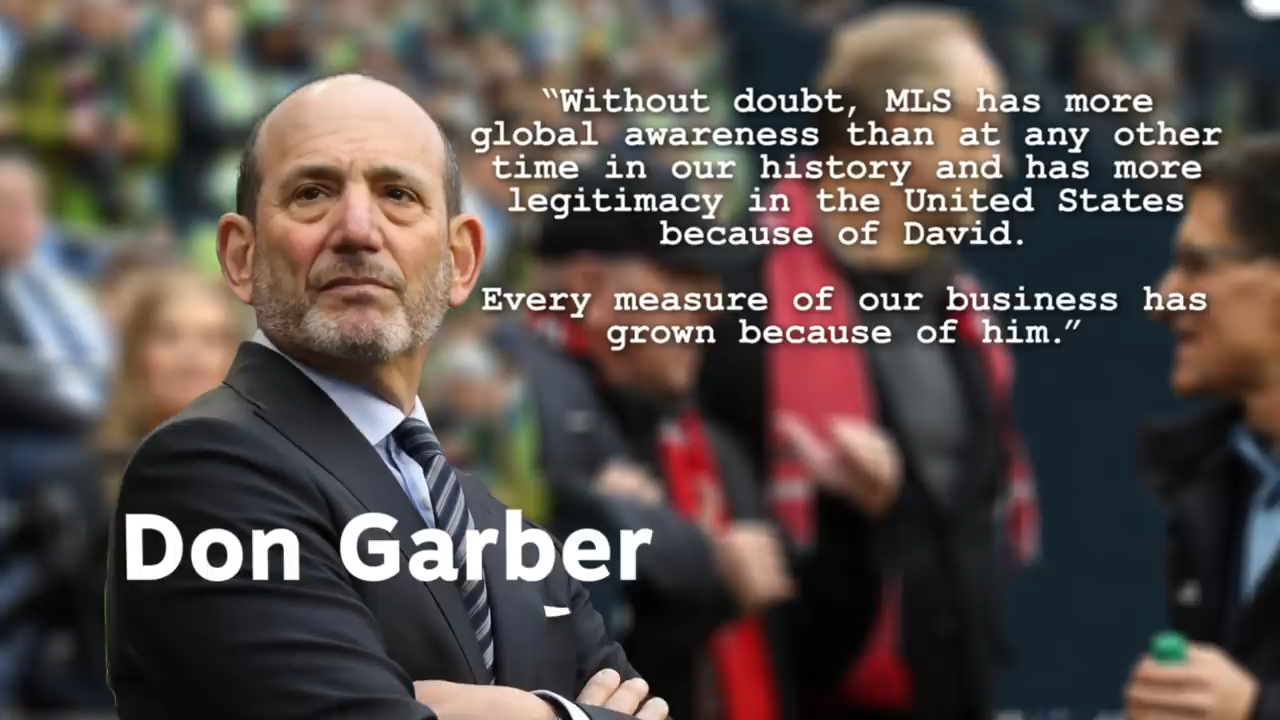 “Without doubt, MLS has more
global awareness than at any other
time in our history and has more
legitimacy in the United States
because of David.
Every measure of our business has
grown because of him.”
Don Garber